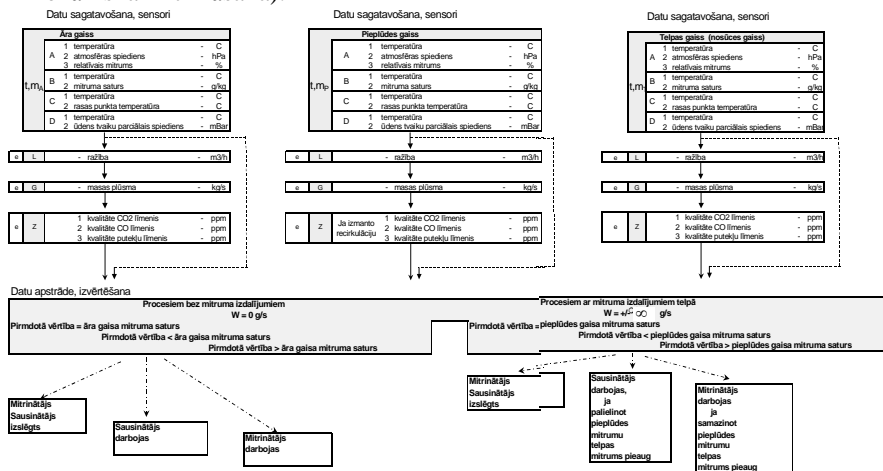 Datu sagatavošana, sensori
Āra gaiss
t,mA
A 1 temperatūra - C
2 atmosfēras spiediens - hPa
3 relatīvais mitrums - %
B 1 temperatūra - C
2 mitruma saturs - g/kg
C 1 temperatūra - C
2 rasas punkta temperatūra - C
D 1 temperatūra - C
2 ūdens tvaiku parciālais spiediens - mBar
e L - ražība - m3/h
e G - masas plūsma - kg/s
e Z
1 kvalitāte CO2 līmenis - ppm
2 kvalitāte CO līmenis - ppm
3 kvalitāte putekļu līmenis - ppm
Datu sagatavošana, sensori
Pieplūdes gaiss
t,mP
A 1 temperatūra - C
2 atmosfēras spiediens - hPa
3 relatīvais mitrums - %
B 1 temperatūra - C
2 mitruma saturs - g/kg
C 1 temperatūra - C
2 rasas punkta temperatūra - C
D 1 temperatūra - C
2 ūdens tvaiku parciālais spiediens - mBar
e L - ražība - m3/h
e G - masas plūsma - kg/s
e Z Ja izmanto
recirkulāciju
1 kvalitāte CO2 līmenis - ppm
2 kvalitāte CO līmenis - ppm
3 kvalitāte putekļu līmenis - ppm
Datu sagatavošana, sensori
Telpas gaiss (nosūces gaiss)
t,m
A 1 temperatūra - C
2 atmosfēras spiediens - hPa
3 relatīvais mitrums - %
B 1 temperatūra - C
2 mitruma saturs - g/kg
C 1 temperatūra - C
2 rasas punkta temperatūra - C
D 1 temperatūra - C
2 ūdens tvaiku parciālais spiediens - mBar
e L - ražība - m3/h
e G - masas plūsma - kg/s
e Z
1 kvalitāte CO2 līmenis - ppm
2 kvalitāte CO līmenis - ppm
3 kvalitāte putekļu līmenis - ppm
Datu apstrāde, izvērtēšana
Procesiem bez mitruma izdalījumiem
W = 0 g/s
Pirmdotā vērtība = āra gaisa mitruma saturs
Pirmdotā vērtība < āra gaisa mitruma saturs
Pirmdotā vērtība > āra gaisa mitruma saturs
Procesiem ar mitruma izdalījumiem telpā
W = +/- ∞ g/s
Pirmdotā vērtība = pieplūdes gaisa mitruma saturs
Pirmdotā vērtība < pieplūdes gaisa mitruma saturs
Pirmdotā vērtība > pieplūdes gaisa mitruma saturs
Mitrinātājs
Sausinātājs
izslēgts
Sausinātājs
darbojas
Mitrinātājs
darbojas
Mitrinātājs
Sausinātājs
izslēgts
Sausinātājs
darbojas,
ja
palielinot
pieplūdes
mitrumu
telpas
mitrums pieaug
Mitrinātājs
darbojas
ja
samazinot
pieplūdes
mitrumu
telpas
mitrums pieaug